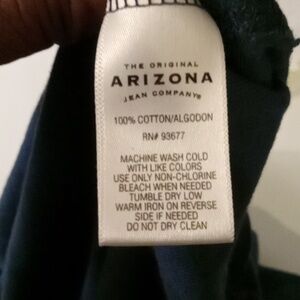 THE ORIGINAL
ARIZONA
JEAN COMPANY®
100% COTTON/ALGODON
RN# 93677
MACHINE WASH COLD
WITH LIKE COLORS
USE ONLY NON-CHLORINE
BLEACH WHEN NEEDED
TUMBLE DRY LOW
WARM IRON ON REVERSE
SIDE IF NEEDED
DO NOT DRY CLEAN